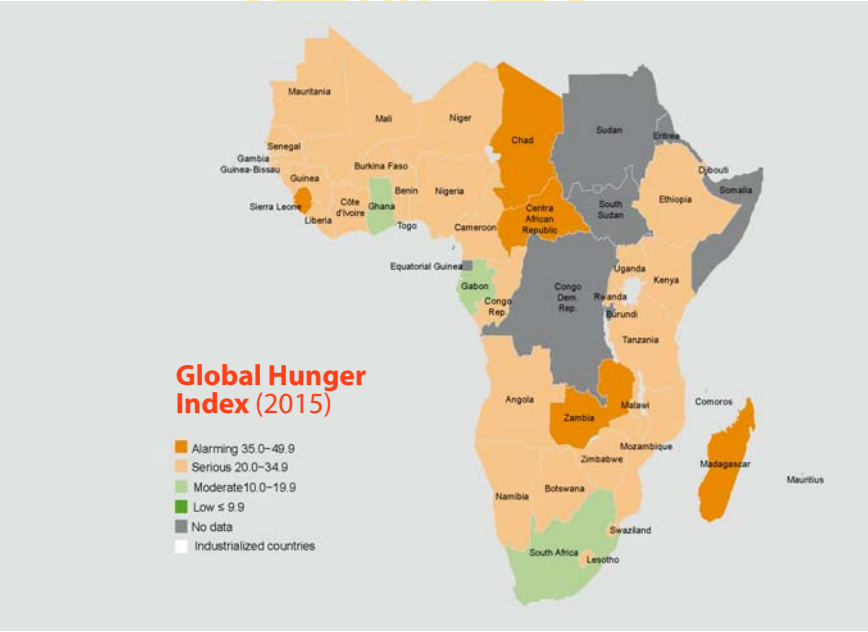 Mauritania
Mali
Niger
Chad
Sudan
Eritrea
Senegal
Gambia
Guinea-Bissau
Guinea
Burkina Faso
Benin
Nigeria
Djibouti
Somalia
Ethiopia
South
Sudan
Centra
African
Republic
Sierra Leone
Liberia
Côte
d'Ivoire
Ghana
Togo
Cameroon
Equatorial Guinea
Gabon
Congo
Rep.
Congo
Dem.
Rep.
Uganda
Kenya
Rwanda
Burundi
Tanzania
Global Hunger
Index (2015)
Angola
Zambia
Malawi
Comoros
Mozambique
Zimbabwe
Madagascar
Mauritius
Namibia
Botswana
Swaziland
South Africa
Lesotho
Alarming 35.0–49.9
Serious 20.0–34.9
Moderate10.0–19.9
Low ≤ 9.9
No data
Industrialized countries